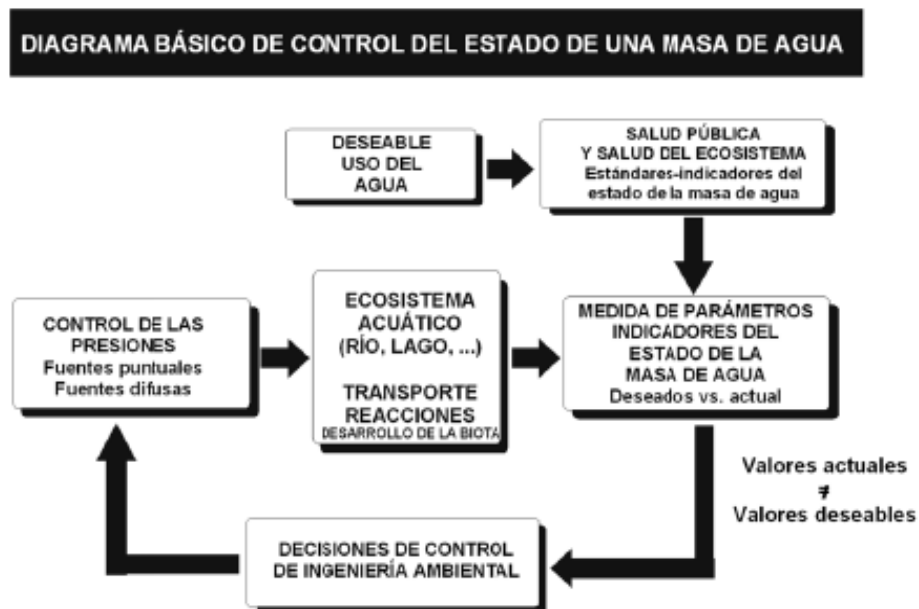 DIAGRAMA BÁSICO DE CONTROL DEL ESTADO DE UNA MASA DE AGUA
DESEABLE
USO DEL
AGUA
SALUD PÚBLICA
Y SALUD DEL ECOSISTEMA
Estándares-indicadores del
estado de la masa de agua
CONTROL DE LAS
PRESIONES
Fuentes puntuales
Fuentes difusas
ECOSISTEMA
ACUÁTICO
(RÍO, LAGO, ...)
TRANSPORTE
REACCIONES
DESARROLLO DE LA BIOTA
MEDIDA DE PARÁMETROS
INDICADORES DEL
ESTADO DE LA
MASA DE AGUA
Deseados vs. actual
Valores actuales
≠
Valores deseables
DECISIONES DE CONTROL
DE INGENIERÍA AMBIENTAL